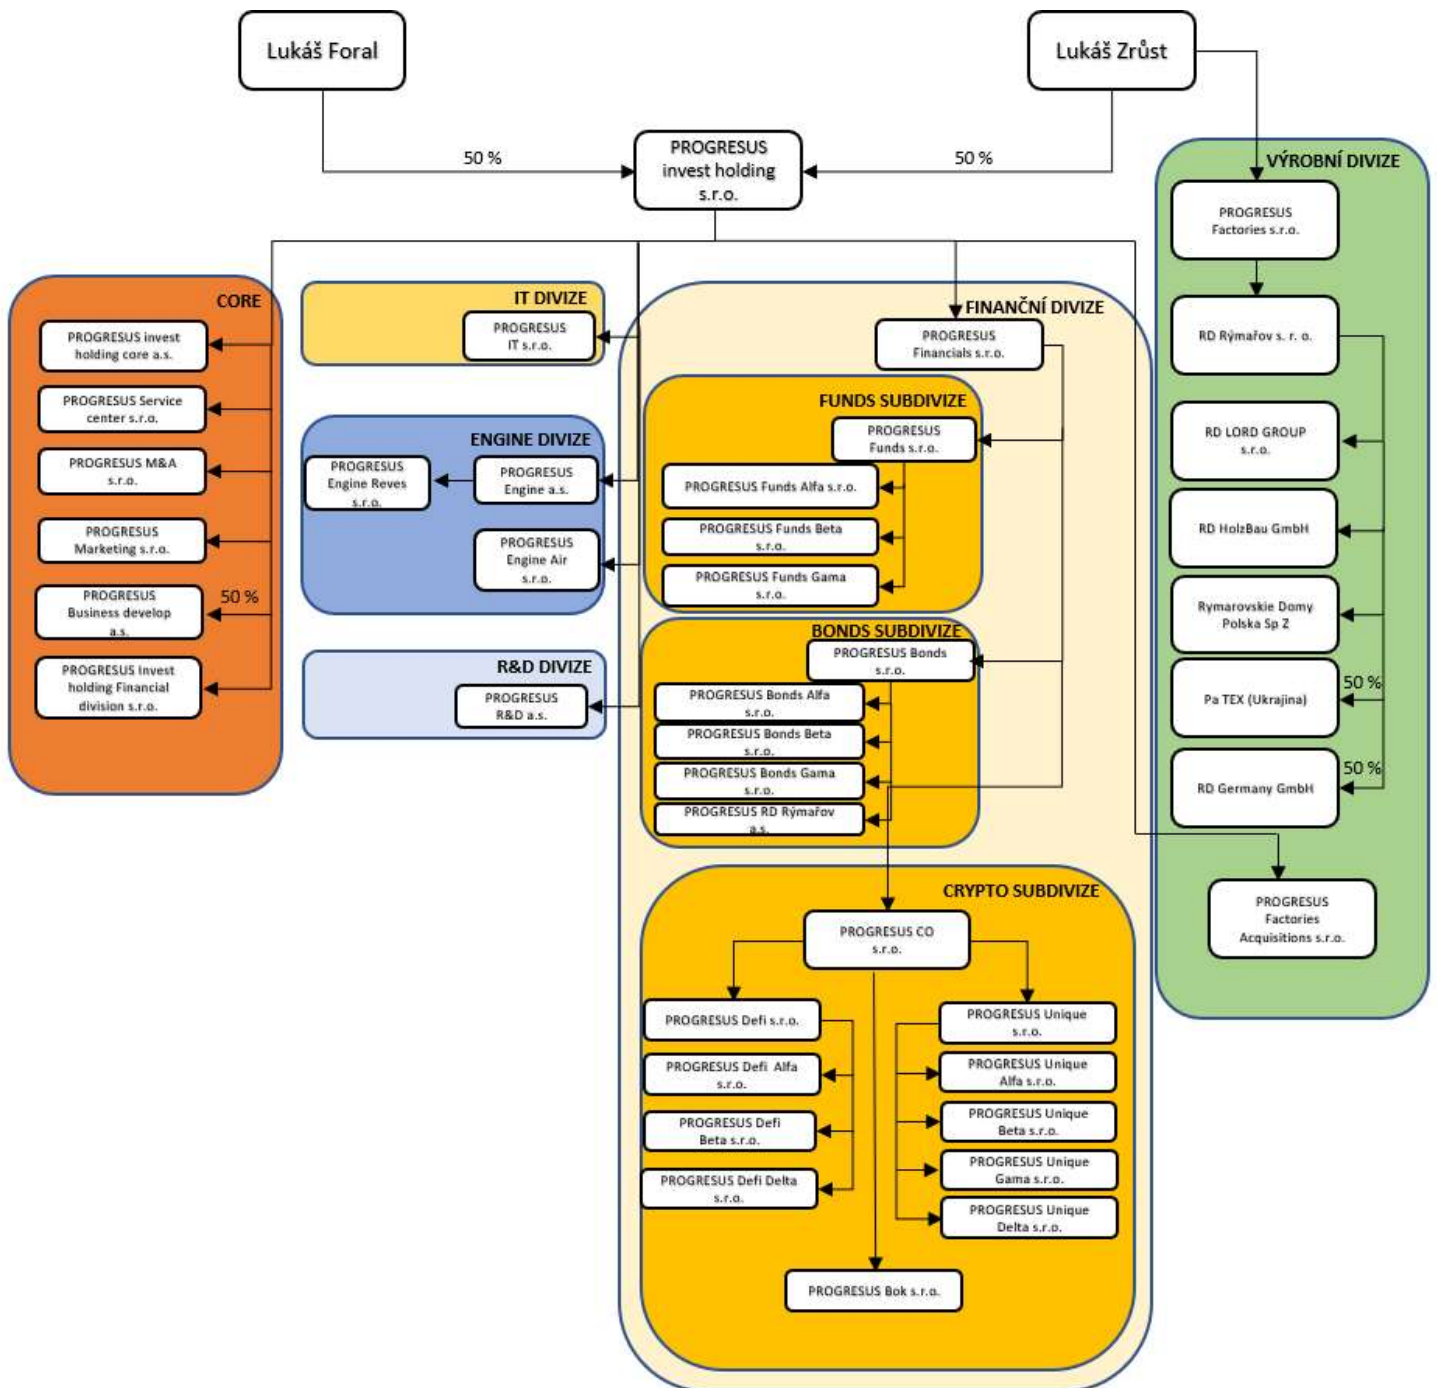 Lukáš Foral
Lukáš Zrůst
50 %
PROGRESUS
invest holding
s.r.o.
50 %
CORE
PROGRESUS invest
holding core a.s.
PROGRESUS Service
center s.r.o.
PROGRESUS M&A
s.r.o.
PROGRESUS
Marketing s.r.o.
PROGRESUS
Business develop
a.s.
50 %
PROGRESUS Invest
holding Financial
division s.r.o.
IT DIVIZE
PROGRESUS
IT s.r.o.
ENGINE DIVIZE
PROGRESUS
Engine Reves
s.r.o.
PROGRESUS
Engine a.s.
PROGRESUS
Engine Air
s.r.o.
R&D DIVIZE
PROGRESUS
R&D a.s.
FINANČNÍ DIVIZE
PROGRESUS
Financials s.r.o.
FUNDS SUBDIVIZE
PROGRESUS
Funds s.r.o.
PROGRESUS Funds Alfa s.r.o.
PROGRESUS Funds Beta
s.r.o.
PROGRESUS Funds Gama
s.r.o.
BONDS SUBDIVIZE
PROGRESUS Bonds
s.r.o.
PROGRESUS Bonds Alfa
s.r.o.
PROGRESUS Bonds Beta
s.r.o.
PROGRESUS Bonds Gama
s.r.o.
PROGRESUS RD Rýmařov
a.s.
CRYPTO SUBDIVIZE
PROGRESUS CO
s.r.o.
PROGRESUS Defi s.r.o.
PROGRESUS Defi Alfa
s.r.o.
PROGRESUS Defi
Beta s.r.o.
PROGRESUS Defi Delta
s.r.o.
PROGRESUS Unique
s.r.o.
PROGRESUS Unique
Alfa s.r.o.
PROGRESUS Unique
Beta s.r.o.
PROGRESUS Unique
Gama s.r.o.
PROGRESUS Unique
Delta s.r.o.
PROGRESUS Bok s.r.o.
VÝROBNÍ DIVIZE
PROGRESUS
Factories s.r.o.
RD Rýmařov s. r. o.
RD LORD GROUP
s.r.o.
RD HolzBau GmbH
Rymarovskie Domy
Polska Sp Z
Pa TEX (Ukrajina)
50 %
RD Germany GmbH
50 %
PROGRESUS
Factories
Acquisitions s.r.o.